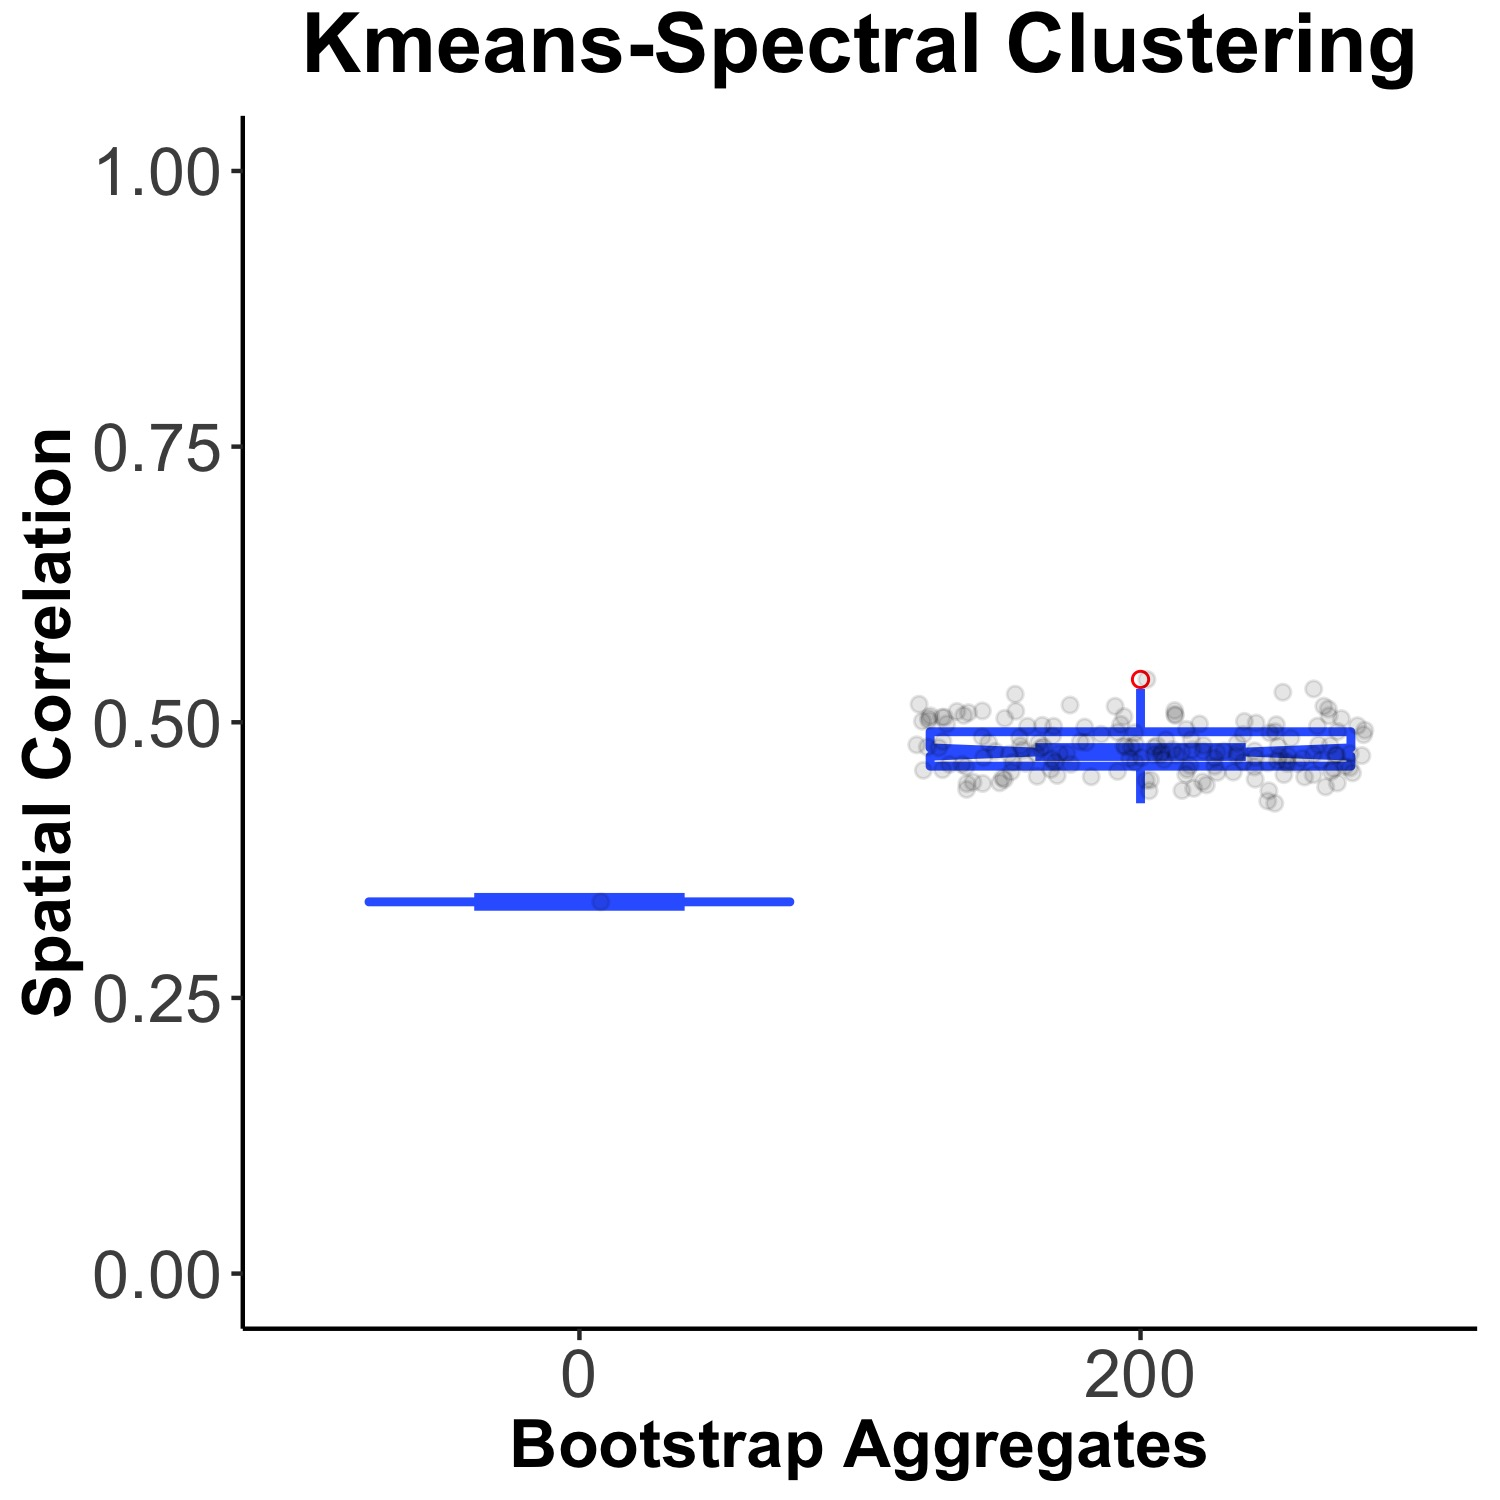 Kmeans-Spectral Clustering
1.00
0.75
0.50
0.25
0.00
Spatial Correlation
0
200
Bootstrap Aggregates